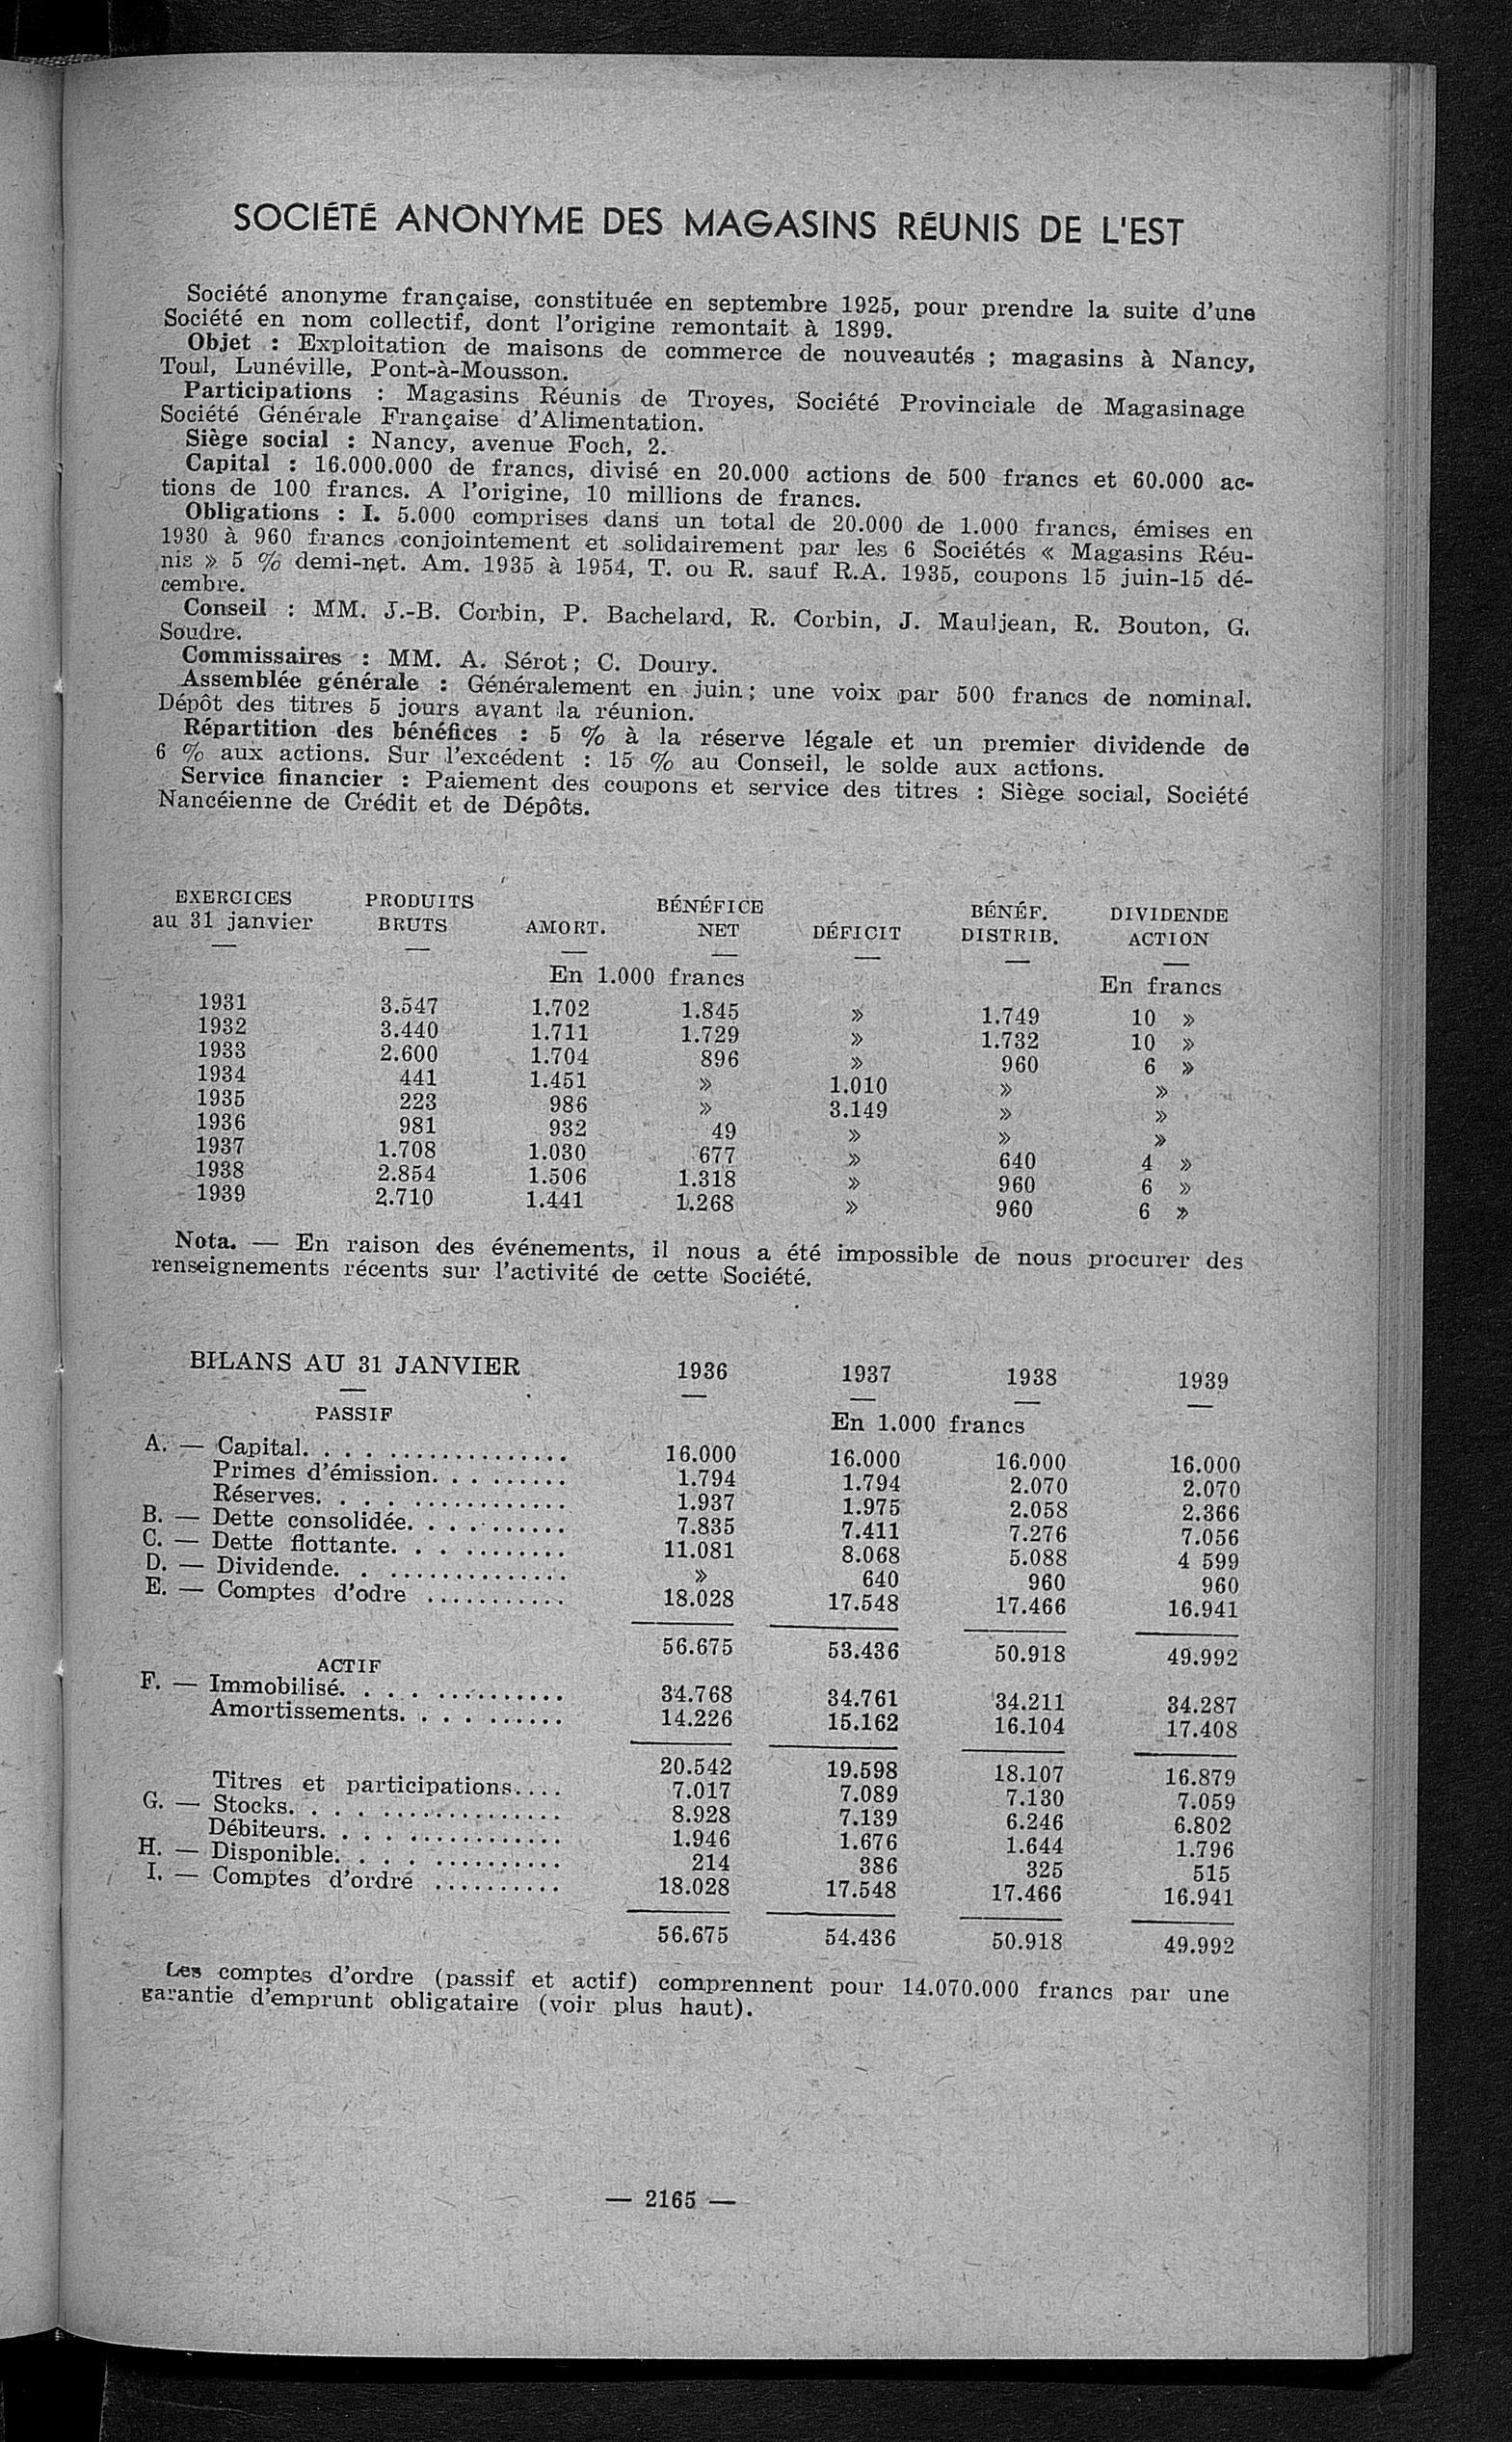 SOCIÉTÉ ANONYME DES MAGASINS RÉUNIS DE L'EST
Société anonyme française, constituée en septembre 1925, pour prendre la suite d'une
Société en nom collectif, dont l'origine remontait à 1899.
Objet : Exploitation de maisons de commerce de nouveautés ; magasins à Nancy,
Toul, Lunéville, Pont-à-Mousson.
Participations : Magasins Réunis de Troyes, Société Provinciale de Magasinage
Société Générale Française d'Alimentation.
Siège social : Nancy, avenue Foch, 2.
Capital : 16.000.000 de francs, divisé en 20.000 actions de 500 francs et 60.000 ac-
tions de 100 francs. A l'origine, 10 millions de francs.
Obligations : I. 5.000 comprises dans un total de 20.000 de 1.000 francs, émises en
1930 à 960 francs conjointement et solidairement par les 6 Sociétés « Magasins Réu-
nis » 5 % demi-net. Am. 1935 à 1954, T. ou R. sauf R.A. 1935, coupons 15 juin-15 dé-
cembre.
Conseil : MM. J.-B. Corbin, P. Bachelard, R. Corbin, J. Mauljean, R. Bouton, G.
Soudre.
Commissaires : MM. A. Sérot; C. Doury.
Assemblée générale : Généralement en juin; une voix par 500 francs de nominal.
Dépôt des titres 5 jours avant la réunion.
Répartition des bénéfices : 5 % à la réserve légale et un premier dividende de
6 % aux actions. Sur l'excédent : 15 % au Conseil, le solde aux actions.
Service financier : Paiement des coupons et service des titres : Siège social, Société
Nancéienne de Crédit et de Dépôts.
EXERCICES PRODUITS BÉNÉFICE BÉNÉF. DIVIDENDE
au 31 janvier BRUTS AMORT. NET DÉFICIT DISTRIB. ACTION
En 1.000 francs En francs
1931 3.547 1.702 1.845 » 1.749 10 »
1932 3.440 1.711 1.729 » 1.732 10 »
1933 2.600 1.704 896 » 960 6 »
1934 441 1.451 » 1.010 » »
1935 223 986 » 3.149 » »
1936 981 932 49 » » »
1937 1.708 1.030 677 » 640 4 »
1938 2.854 1.506 1.318 » 960 6 »
1939 2.710 1.441 1.268 » 960 6 »
Nota. — En raison des événements, il nous a été impossible de nous procurer des
renseignements récents sur l'activité de cette Société.
BILANS AU 31 JANVIER 1936 1937 1938 1939
PASSIF En 1.000 francs
A. — Capital. . . . . . . . . . . . . . . . . 16.000 16.000 16.000 16.000
Primes d'émission. . . . . . . . . 1.794 1.794 2.070 2.070
Réserves. . . . . . . . . . . . . . . . 1.937 1.975 2.058 2.366
B. — Dette consolidée. . . . . . . . . . . 7.835 7.411 7.276 7.056
C. — Dette flottante. . . . . . . . . . . . 11.081 8.068 5.088 4 599
D. — Dividende. . . . . . . . . . . . . . . » 640 960 960
E. — Comptes d'odre . . . . . . . . . . . 18.028 17.548 17.466 16.941
56.675 53.436 50.918 49.992
ACTIF
F. — Immobilisé. . . . . . . . . . . . . . 34.768 34.761 34.211 34.287
Amortissements. . . . . . . . . . 14.226 15.162 16.104 17.408
20.542 19.598 18.107 16.879
Titres et participations. . . . 7.017 7.089 7.130 7.059
G. — Stocks. . . . . . . . . . . . . . . . . 8.928 7.139 6.246 6.802
Débiteurs. . . . . . . . . . . . . . . 1.946 1.676 1.644 1.796
H. — Disponible. . . . . . . . . . . . . . 214 386 325 515
I. — Comptes d'ordre . . . . . . . . . . 18.028 17.548 17.466 16.941
56.675 54.436 50.918 49.992
Les comptes d'ordre (passif et actif) comprennent pour 14.070.000 francs par une
garantie d'emprunt obligataire (voir plus haut).
— 2165 —